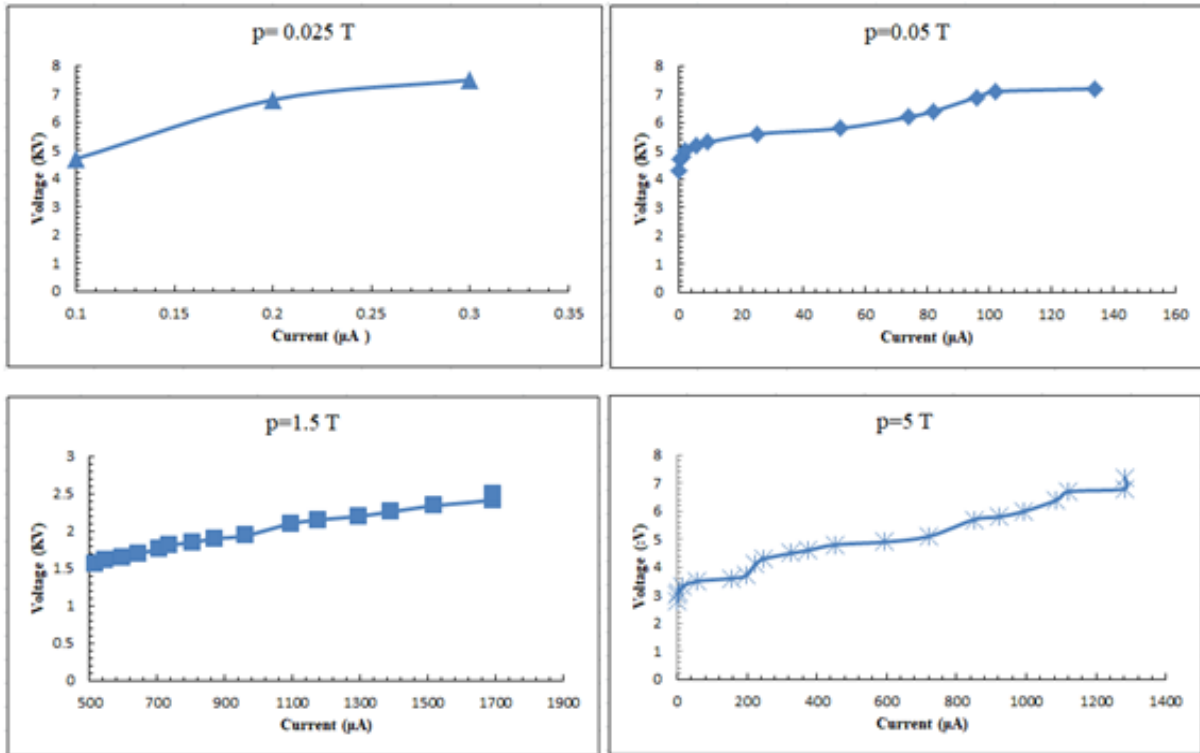 p= 0.025 T
Voltage (KV)
8
7
6
5
4
3
2
1
0
0.1 0.15 0.2 0.25 0.3 0.35
Current (µA )
p=0.05 T
Voltage (KV)
8
7
6
5
4
3
2
1
0
0 20 40 60 80 100 120 140 160
Current (µA)
p=1.5 T
Voltage (KV)
3
2.5
2
1.5
1
0.5
0
500 700 900 1100 1300 1500 1700 1900
Current (µA)
p=5 T
Voltage (:V)
8
7
6
5
4
3
2
1
0
0 200 400 600 800 1000 1200 1400
Current (µA)